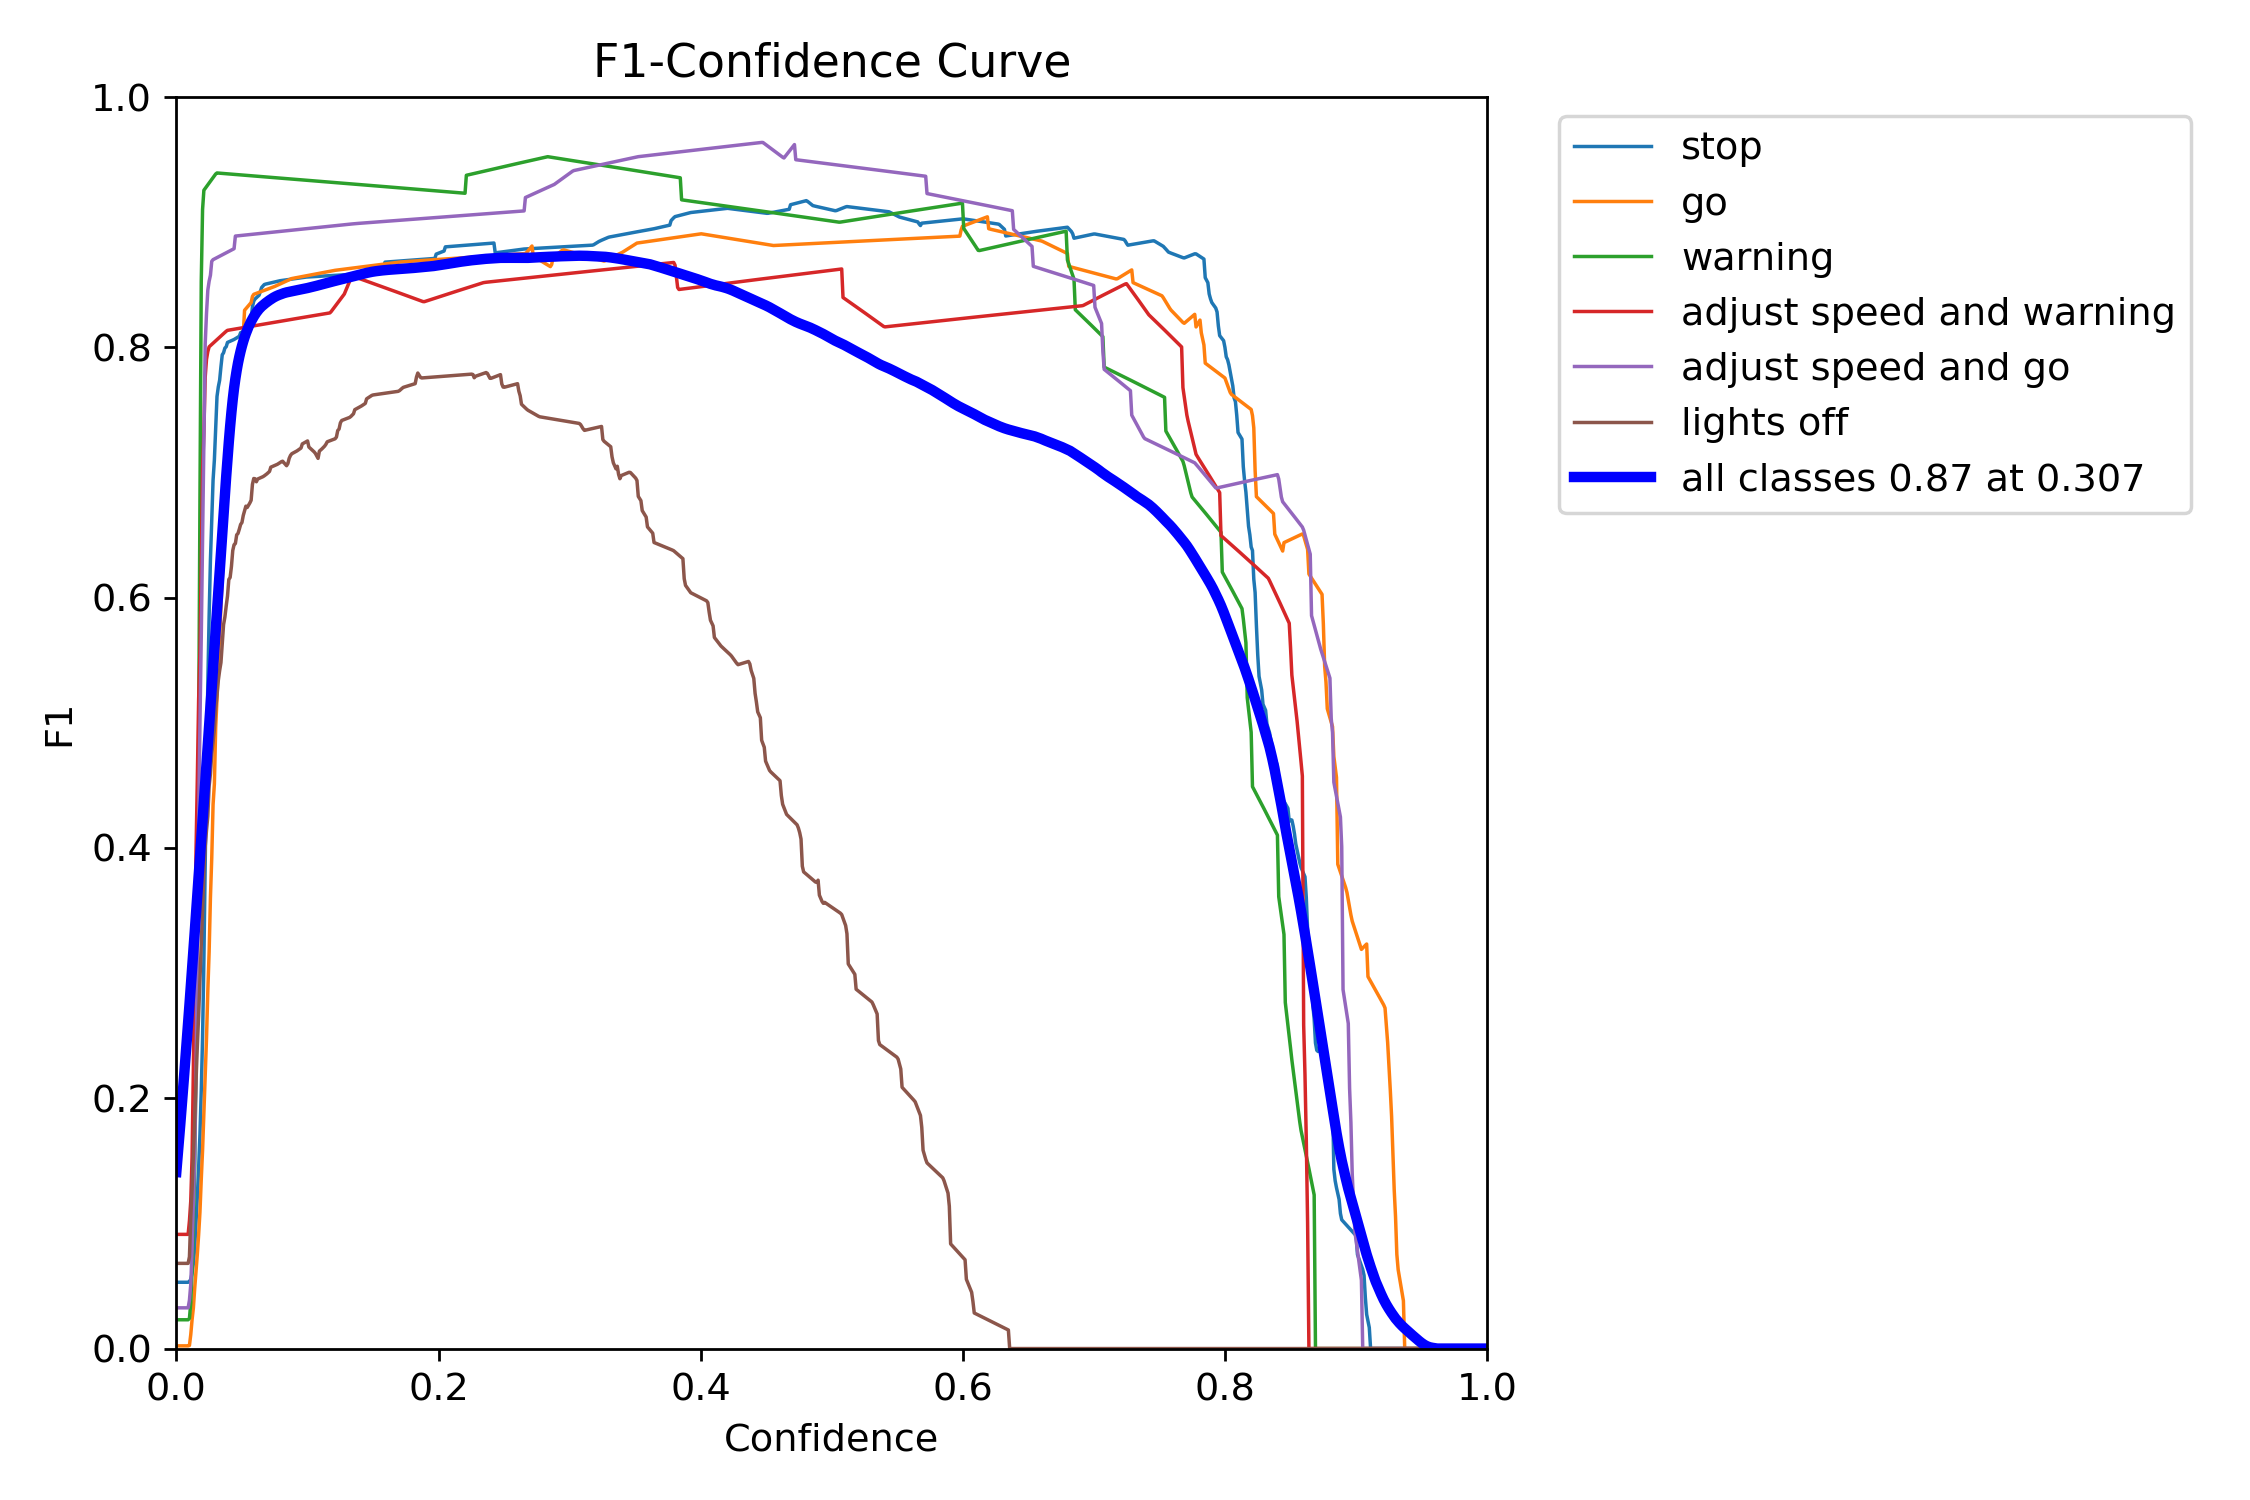 F1-Confidence Curve
1.0
0.8
0.6
0.4
0.2
0.0
F1
0.0 0.2 0.4 0.6 0.8 1.0
Confidence
stop
go
warning
adjust speed and warning
adjust speed and go
lights off
all classes 0.87 at 0.307